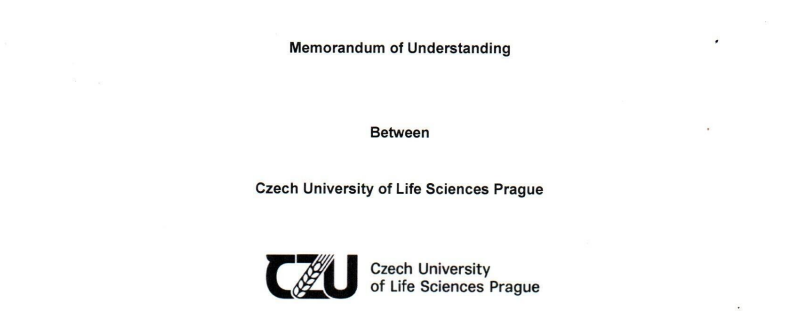 Memorandum of Understanding
Between
Czech University of Life Sciences Prague
CZU
Czech University
of Life Sciences Prague